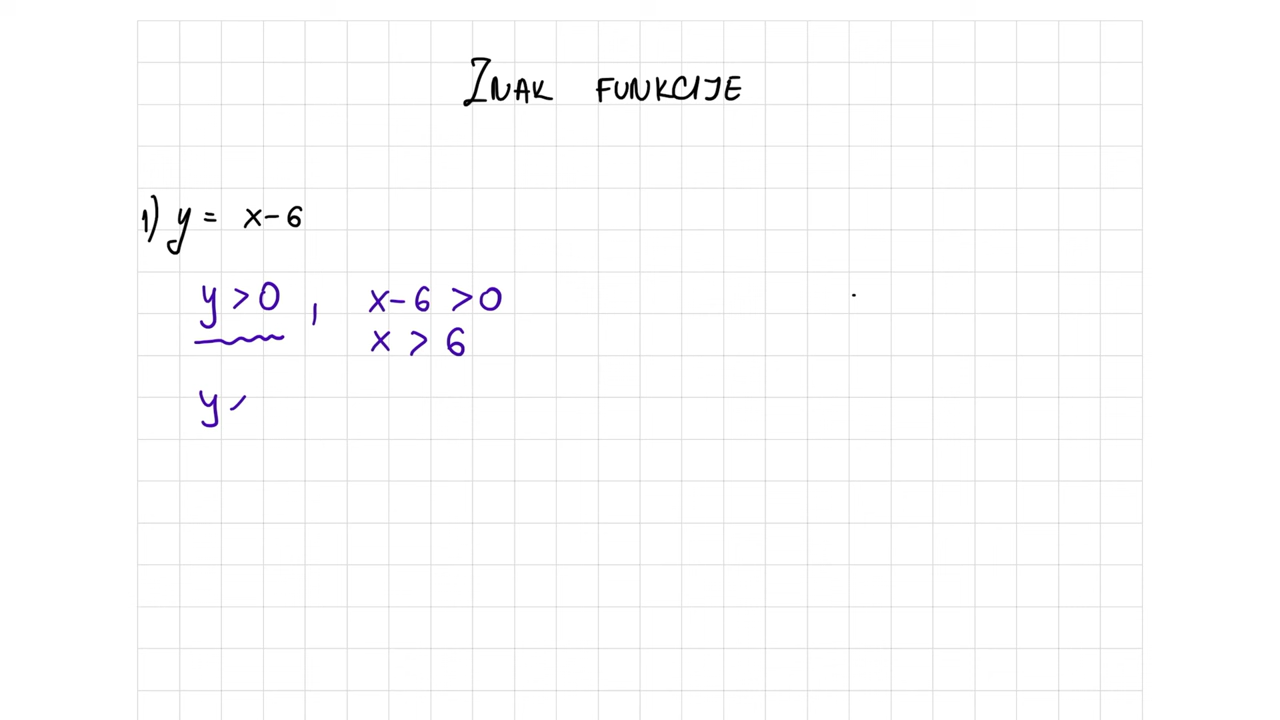 ZNAK FUNKCIJE
1) y = x-6
y > 0 , x-6 > 0
x > 6
y